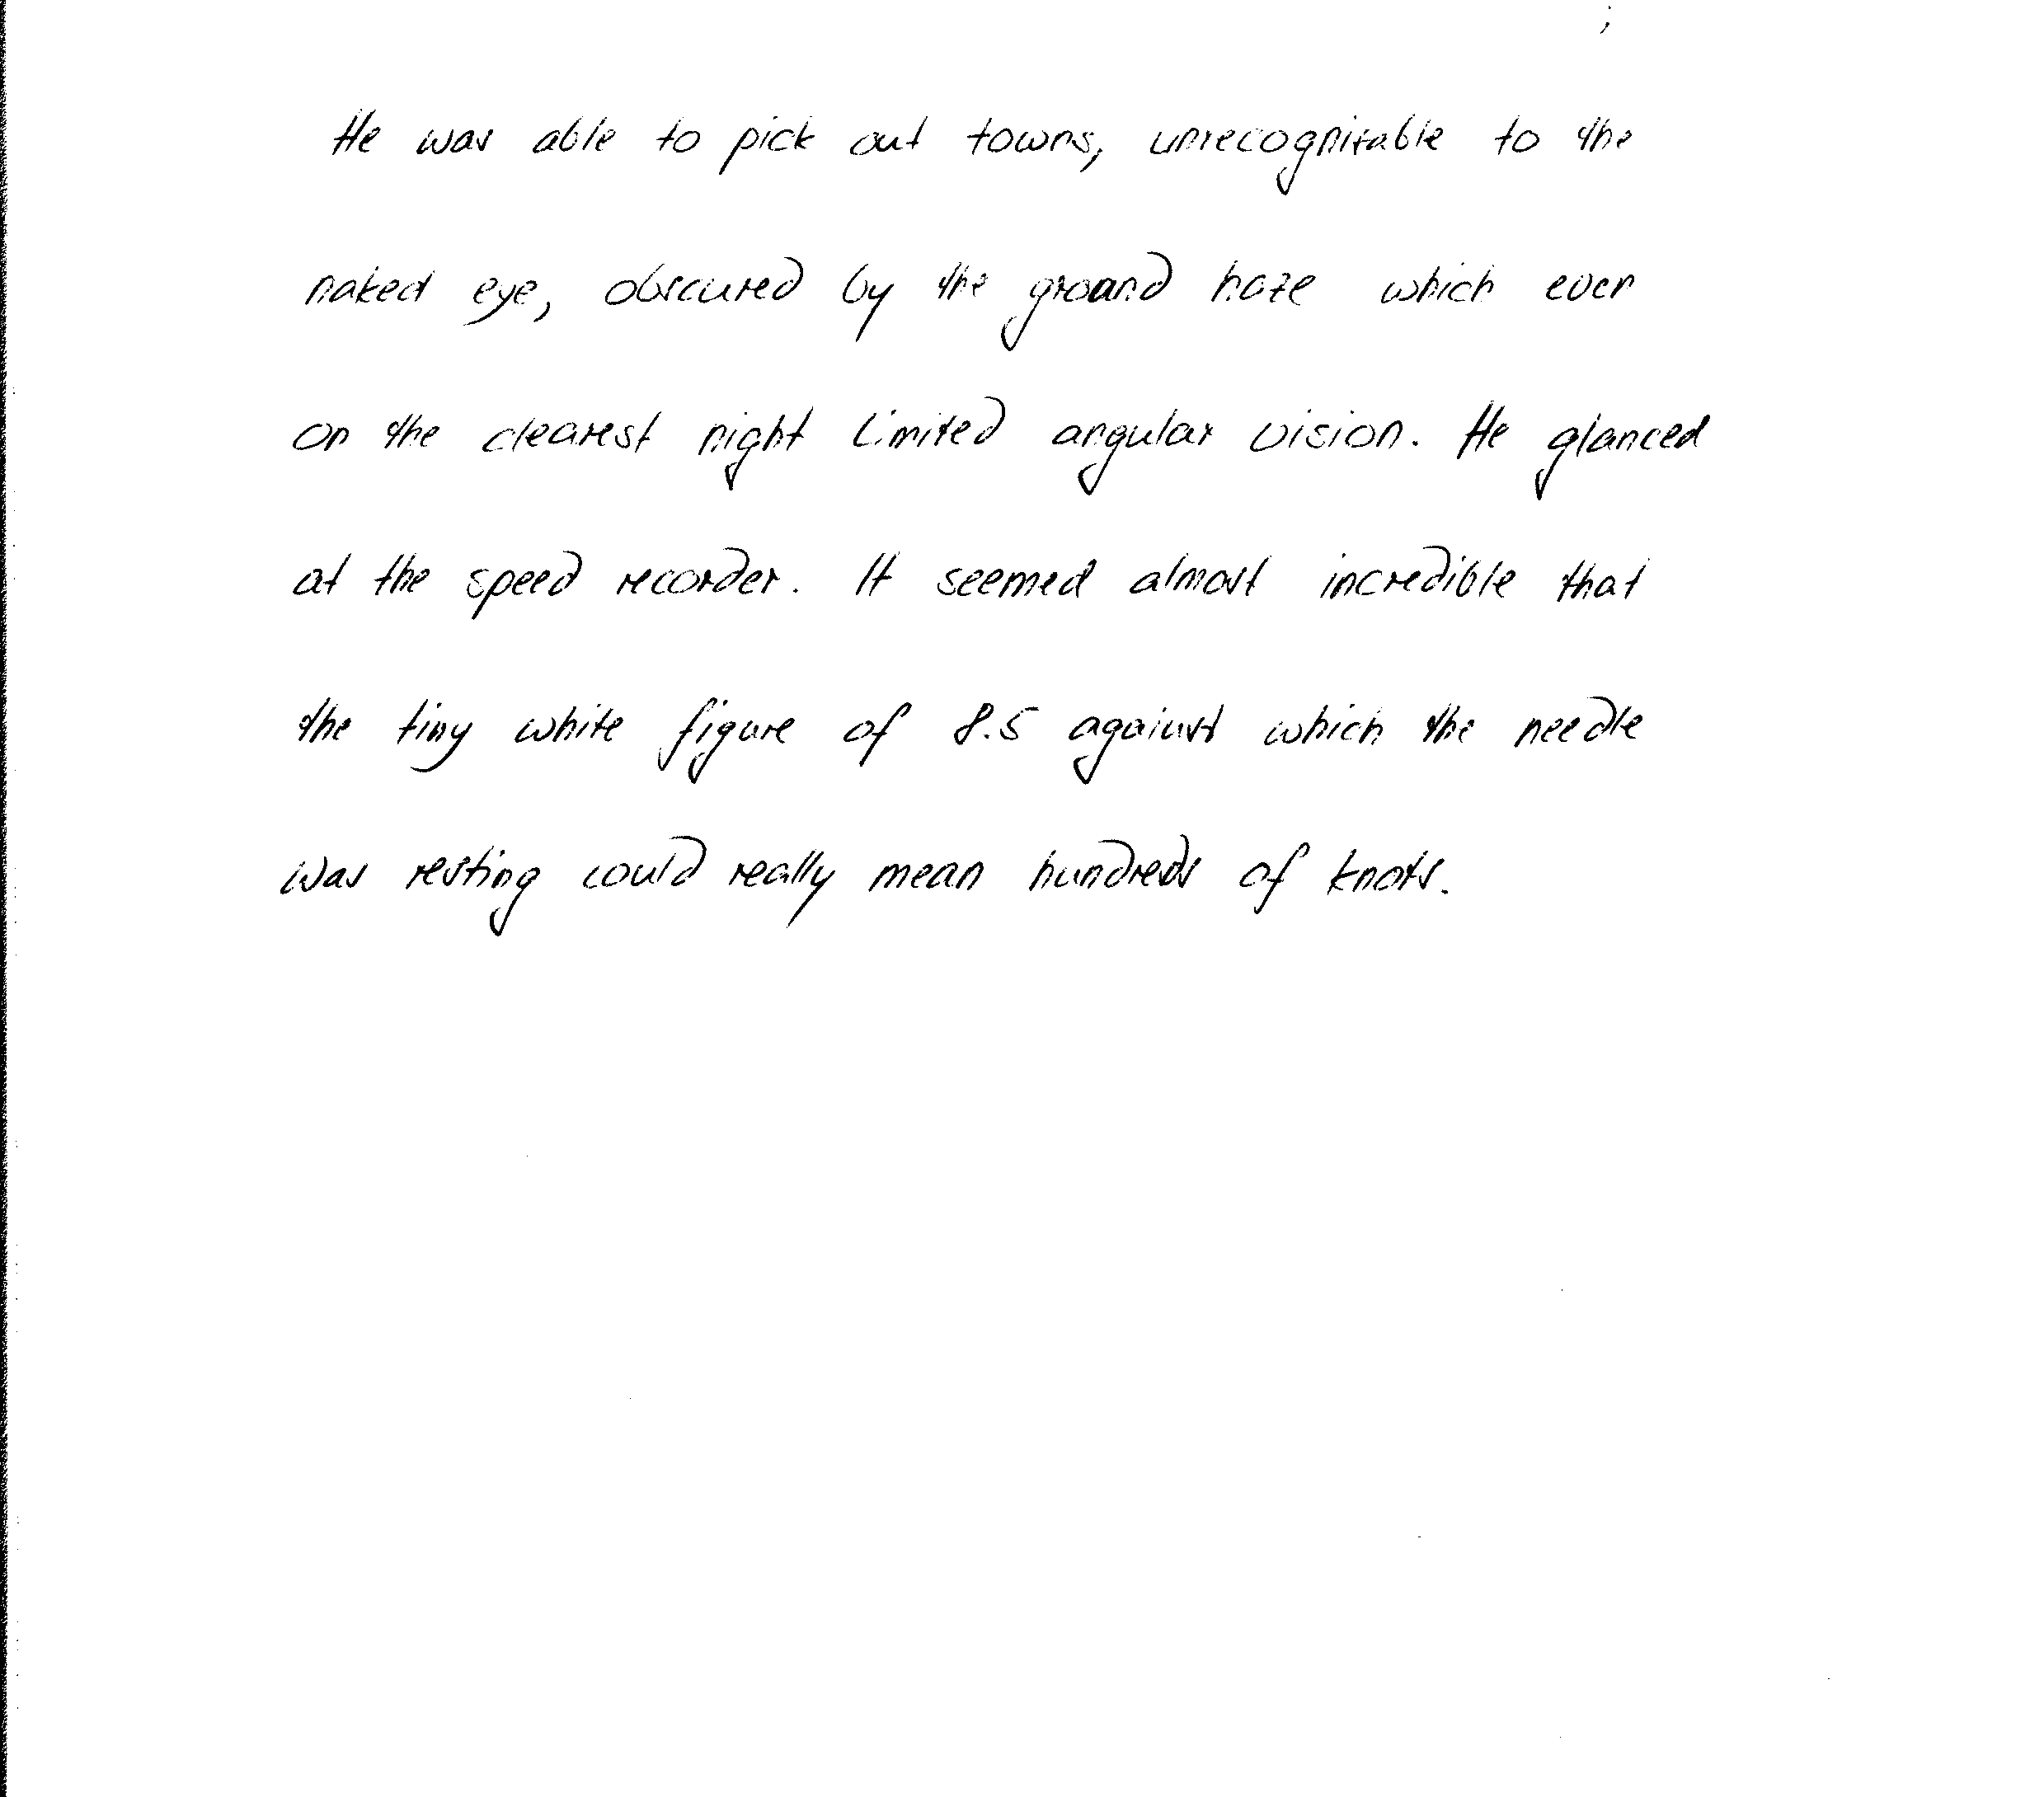 He was able to pick out towns, unrecognisable to the
naked eye, obscured by the ground haze which even
on the clearest night limited angular vision. He glanced
at the speed recorder. It seemed almost incredible that
the tiny white figure of 8.5 against which the needle
was resting could really mean hundreds of knots.